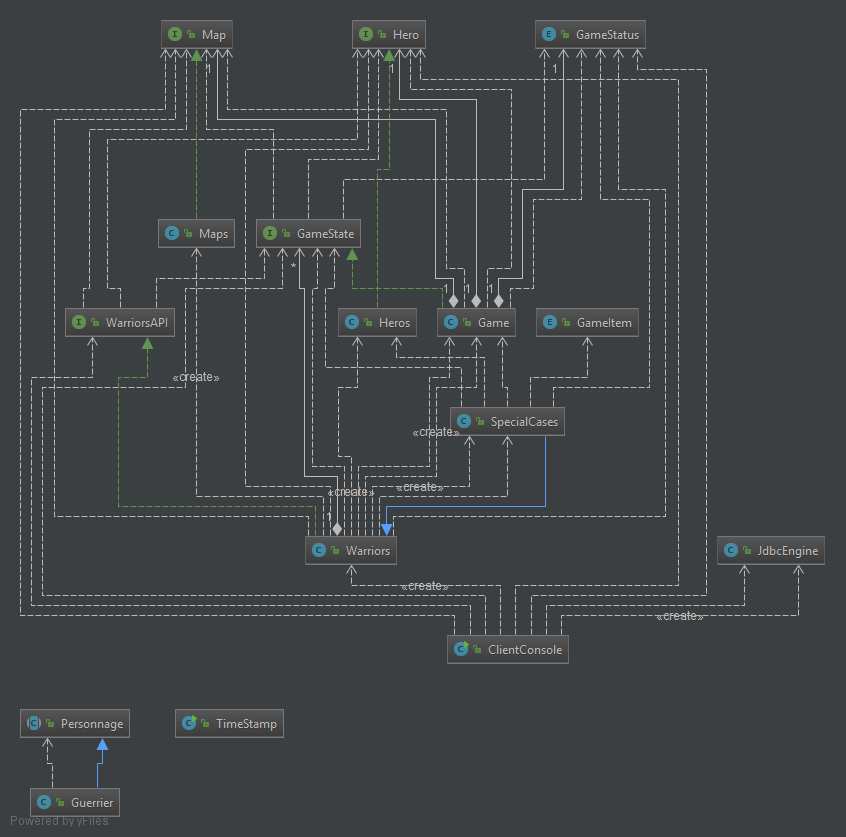 I Map
I Hero
E GameStatus
1
1
1
C Maps
I GameState
*
1
1
1
I WarriorsAPI
C Heros
C Game
E GameItem
«create»
C SpecialCases
«create»
«create»
«create»
1
C Warriors
C JdbcEngine
«create»
«create»
C ClientConsole
C Personnage
C TimeStamp
C Guerrier
Powered by yFiles